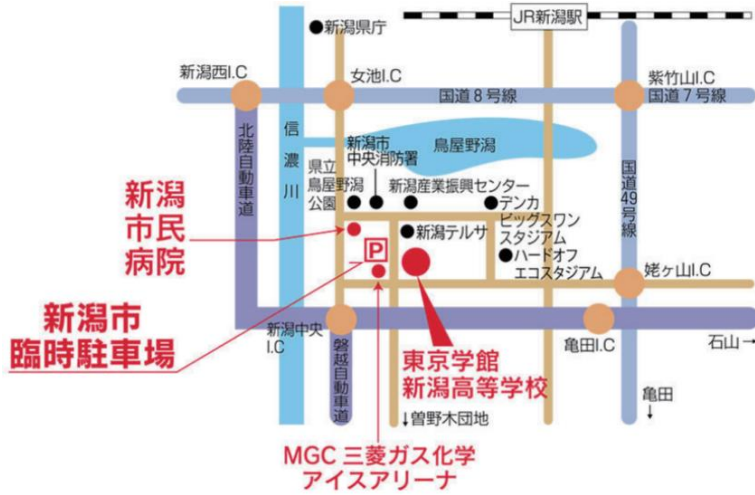 JR新潟駅
新潟県庁
新潟西I.C
女池I.C
紫竹山I.C
国道8号線
国道7号線
北陸自動車道
信濃川
新潟市
中央消防署
鳥屋野潟
国道49号線
県立
鳥屋野潟
公園
新潟産業振興センター
デンカ
ビッグスワン
スタジアム
新潟
市民
病院
P
新潟テルサ
ハードオフ
エコスタジアム
姥ヶ山I.C
新潟市
臨時駐車場
新潟中央
I.C
磐越自動車道
亀田I.C
石山→
東京学館
新潟高等学校
亀田
↓
↓曽野木団地
MGC 三菱ガス化学
アイスアリーナ